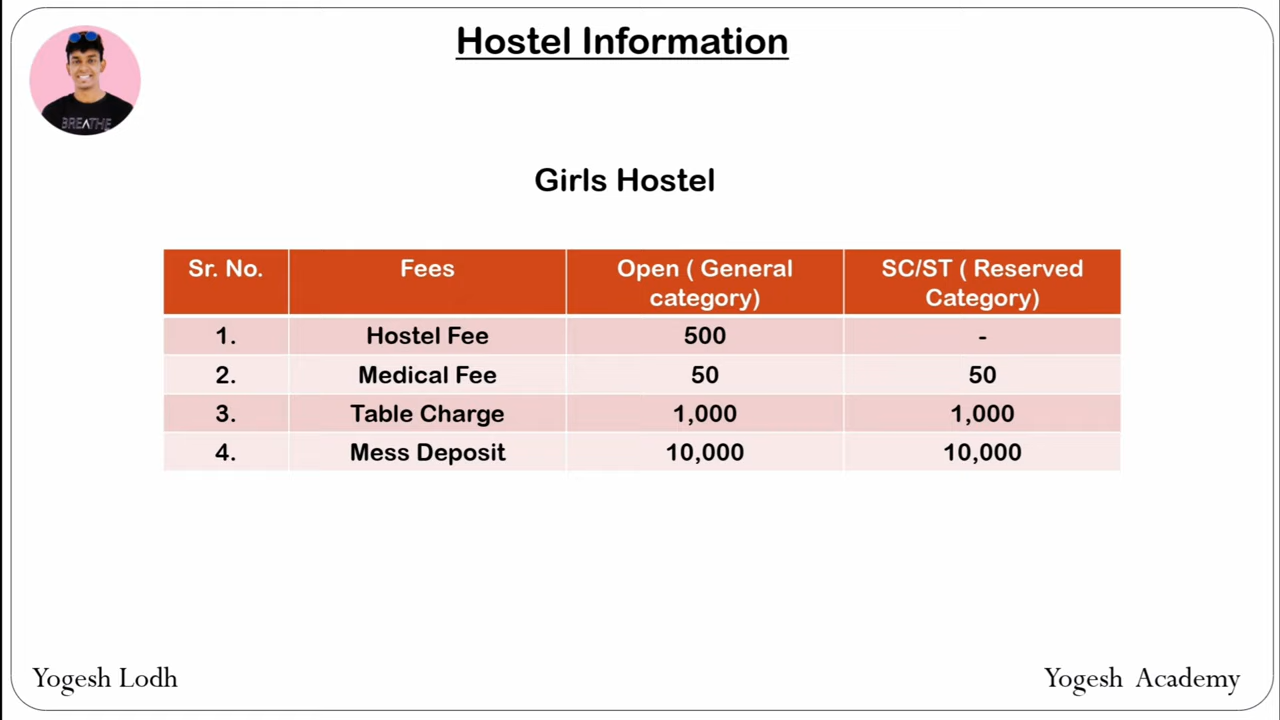 Hostel Information
BREATHE
Girls Hostel
Sr. No. Fees Open ( General category) SC/ST ( Reserved Category)
1. Hostel Fee 500 -
2. Medical Fee 50 50
3. Table Charge 1,000 1,000
4. Mess Deposit 10,000 10,000
Yogesh Lodh
Yogesh Academy